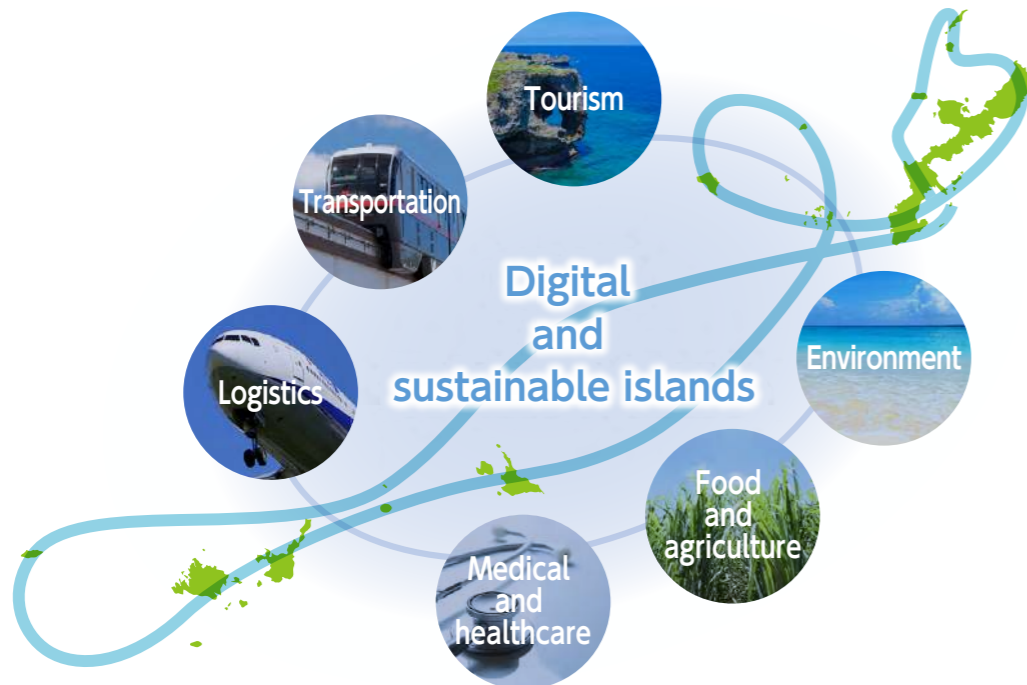 Tourism
Transportation
Digital
and
sustainable islands
Environment
Logistics
Food
and
agriculture
Medical
and
healthcare